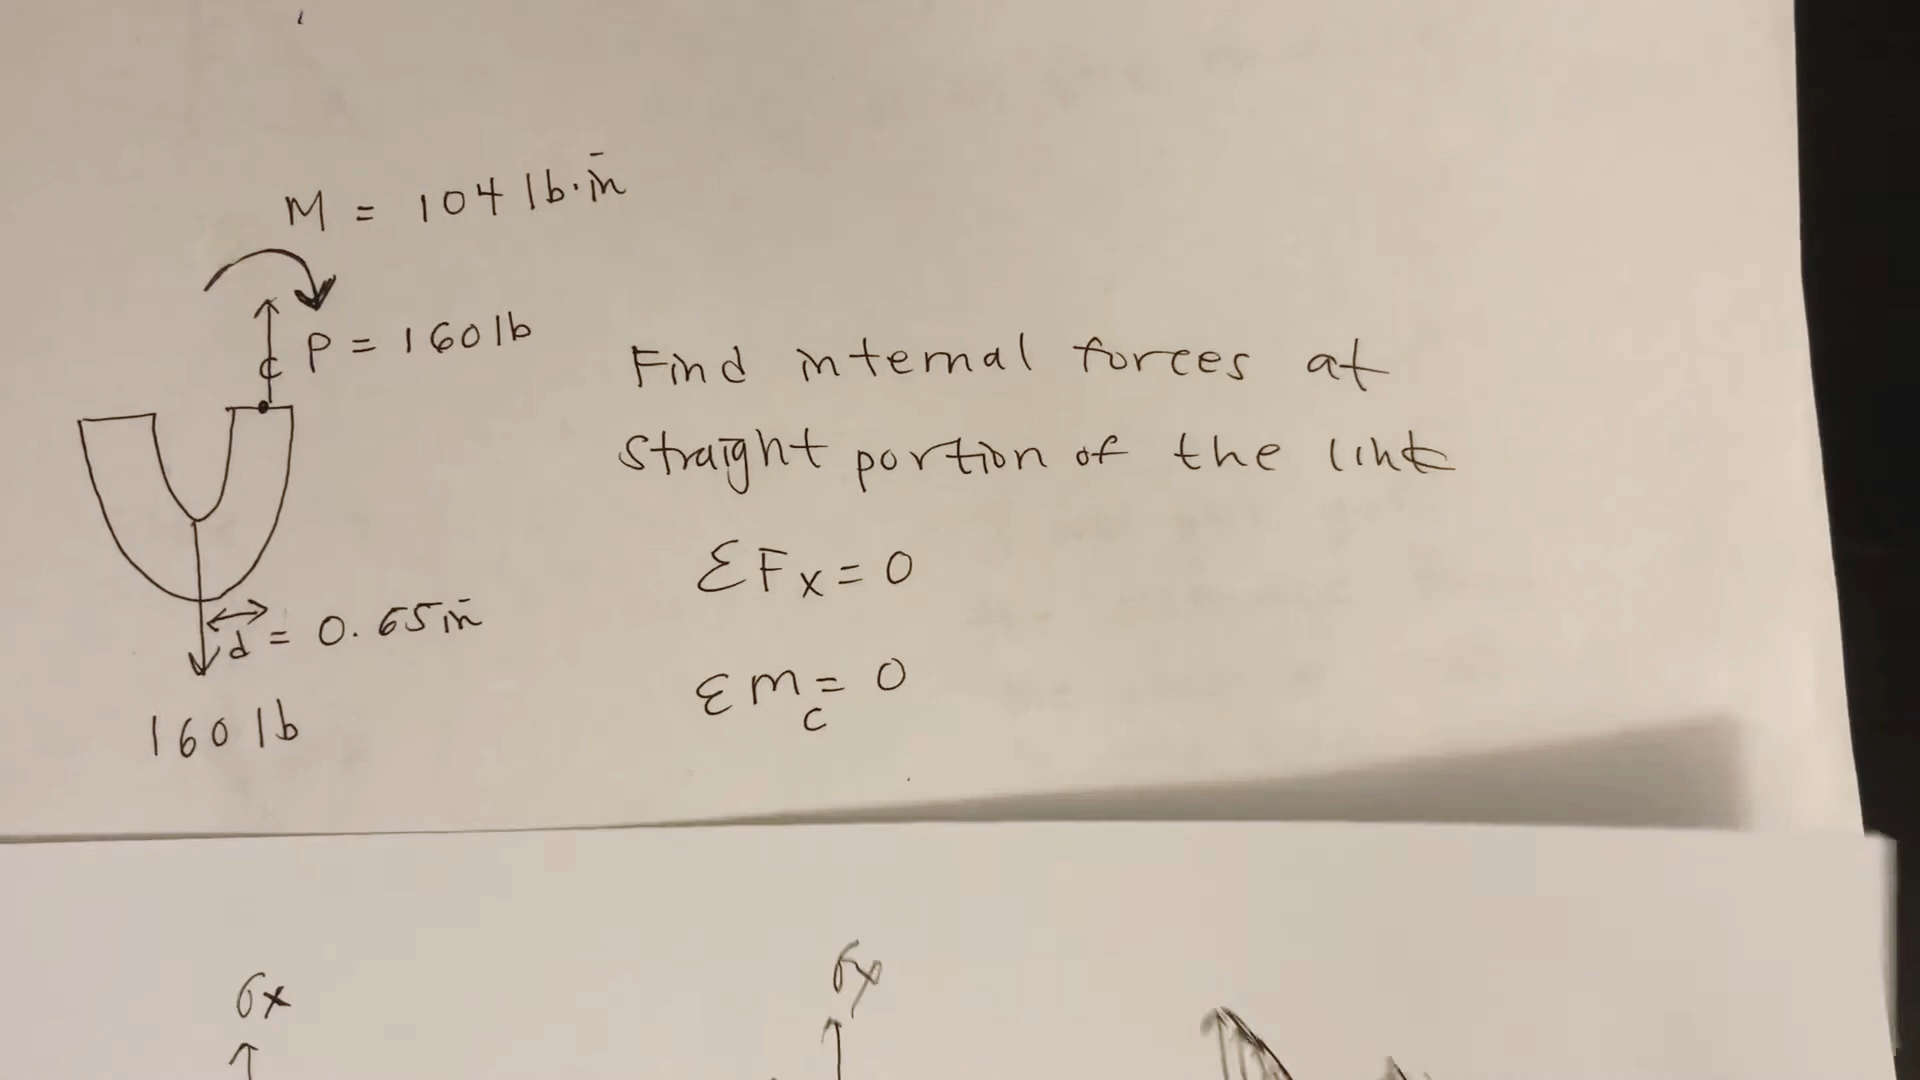 M = 104 lb·in
P = 160 lb
C
Find internal forces at
straight portion of the link
ΣFx = 0
d = 0.65 in
ΣMc = 0
160 lb
σx
σx